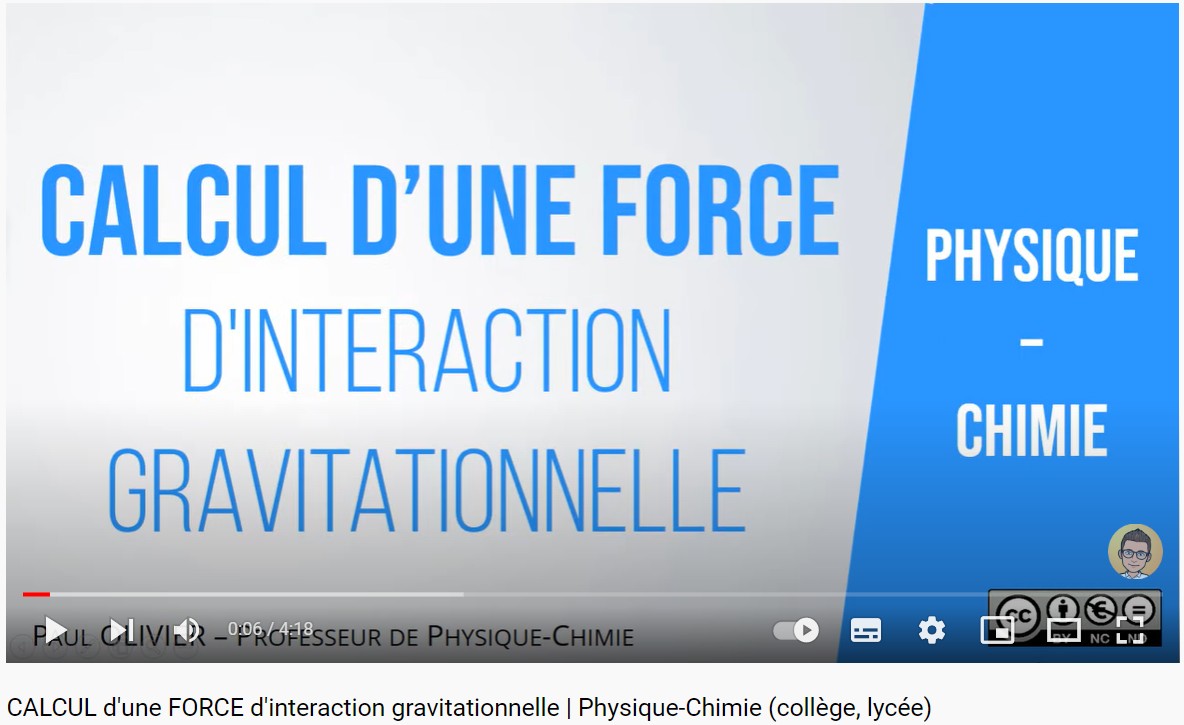 CALCUL D'UNE FORCE
D'INTERACTION
GRAVITATIONNELLE
PHYSIQUE
–
CHIMIE
PAUL OLIVIER – PROFESSEUR DE PHYSIQUE-CHIMIE
0:06 / 4:18
CC
BY NC ND
CALCUL d'une FORCE d'interaction gravitationnelle | Physique-Chimie (collège, lycée)